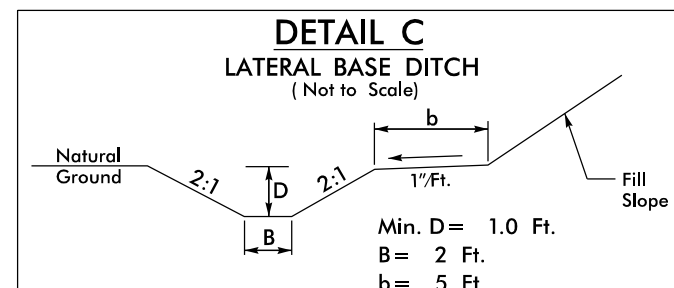 DETAIL C
LATERAL BASE DITCH
( Not to Scale)
b
Natural
Ground
2:1
D
2:1
1"/Ft.
Fill
Slope
B
Min. D= 1.0 Ft.
B= 2 Ft.
b= 5 Ft.